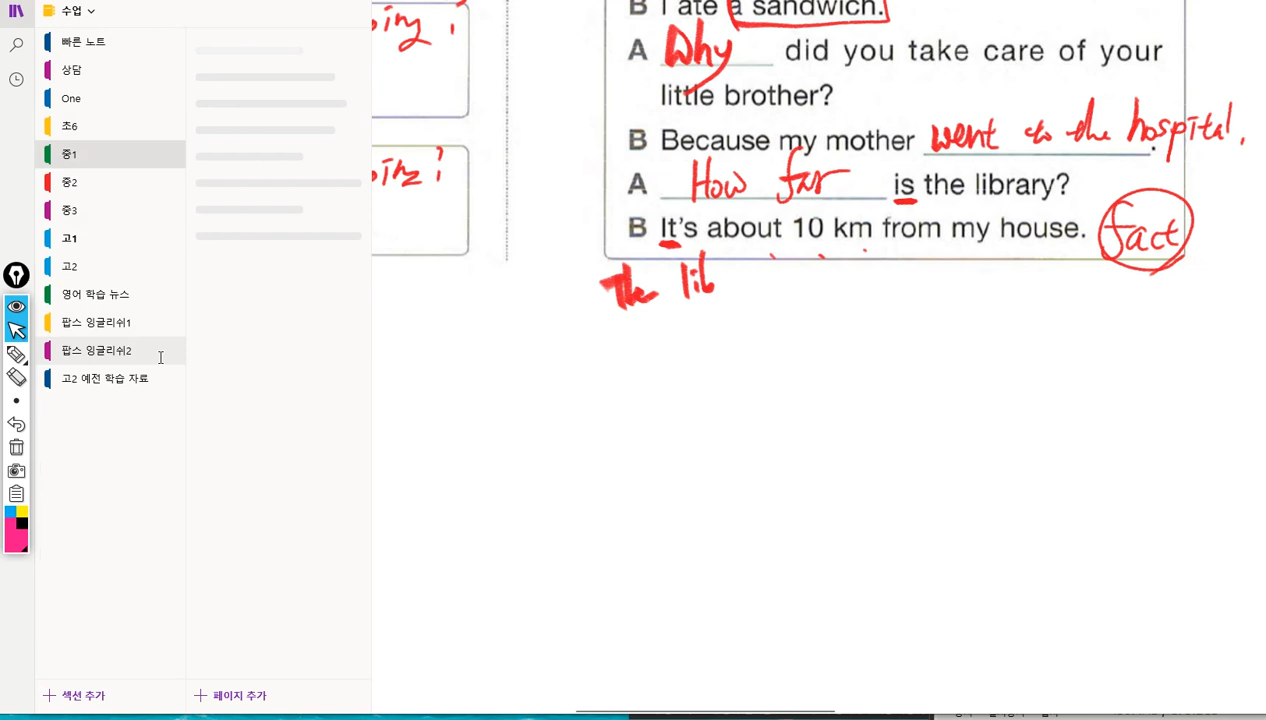 수업
빠른 노트
상담
One
초6
중1
중2
중3
고1
고2
영어 학습 뉴스
팝스 잉글리쉬1
팝스 잉글리쉬2
고2 예전 학습 자료
섹션 추가
페이지 추가
B I ate a sandwich.
A Why did you take care of your
little brother?
B Because my mother went to the hospital.
A How far is the library?
B It's about 10 km from my house. fact
The lib